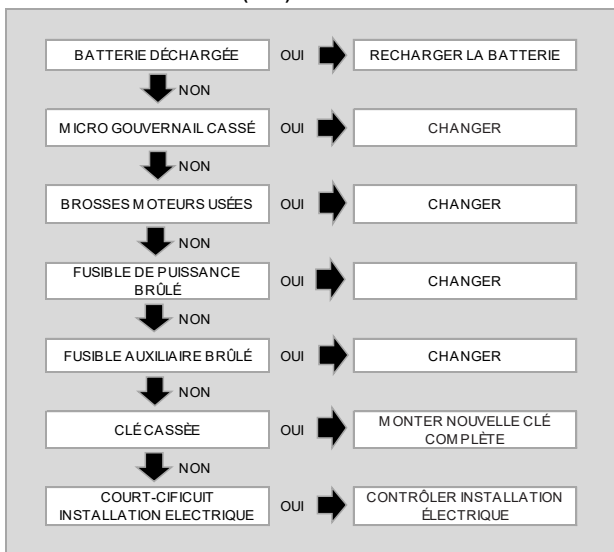 BATTERIE DÉCHARGÉE OUI RECHARGER LA BATTERIE
NON
MICRO GOUVERNAIL CASSÉ OUI CHANGER
NON
BROSSES MOTEURS USÉES OUI CHANGER
NON
FUSIBLE DE PUISSANCE
BRÛLÉ
OUI CHANGER
NON
FUSIBLE AUXILIAIRE BRÛLÉ OUI CHANGER
NON
CLÉ CASSÈE OUI
MONTER NOUVELLE CLÉ
COMPLÈTE
NON
COURT-CIFICUIT
INSTALLATION ELECTRIQUE
OUI
CONTRÔLER INSTALLATION
ÉLECTRIQUE